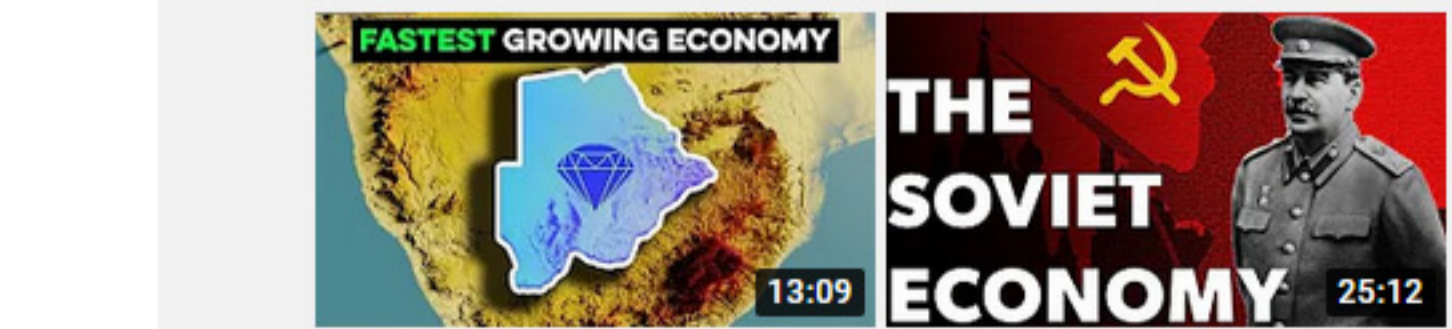 FASTEST GROWING ECONOMY
13:09
THE
SOVIET
ECONOMY
25:12